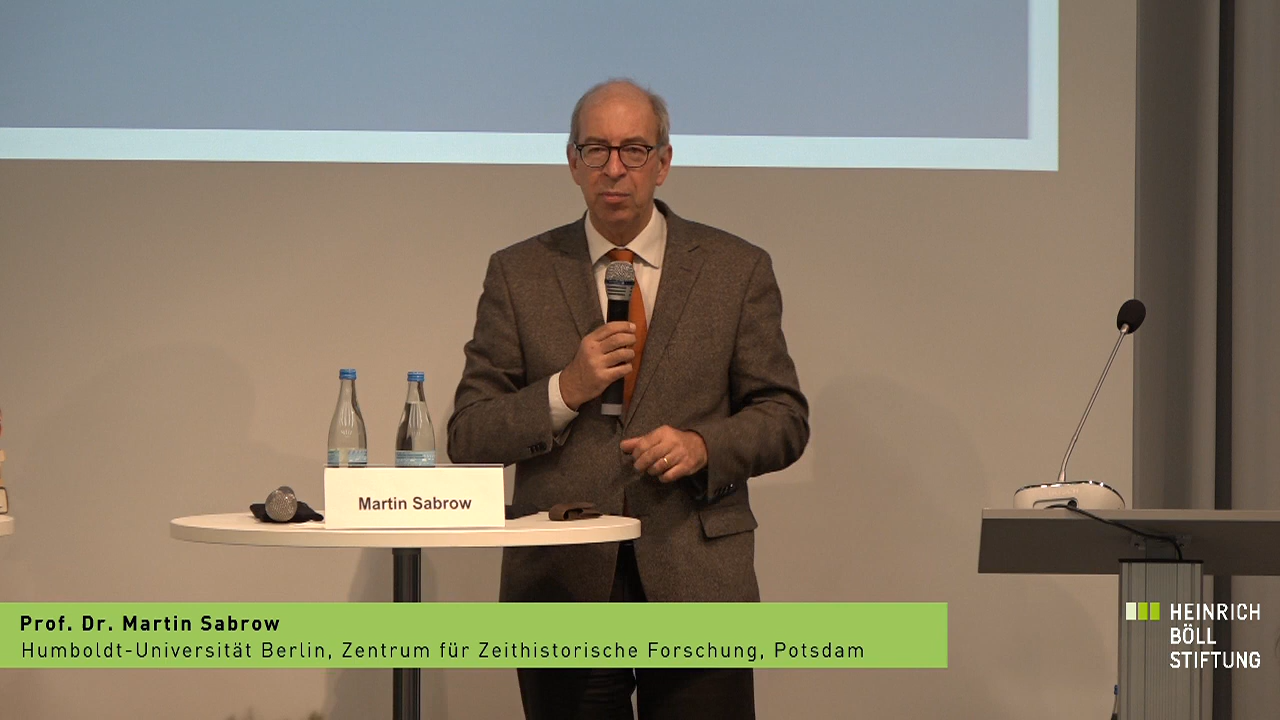 Martin Sabrow
Prof. Dr. Martin Sabrow
Humboldt-Universität Berlin, Zentrum für Zeithistorische Forschung, Potsdam
HEINRICH
BÖLL
STIFTUNG